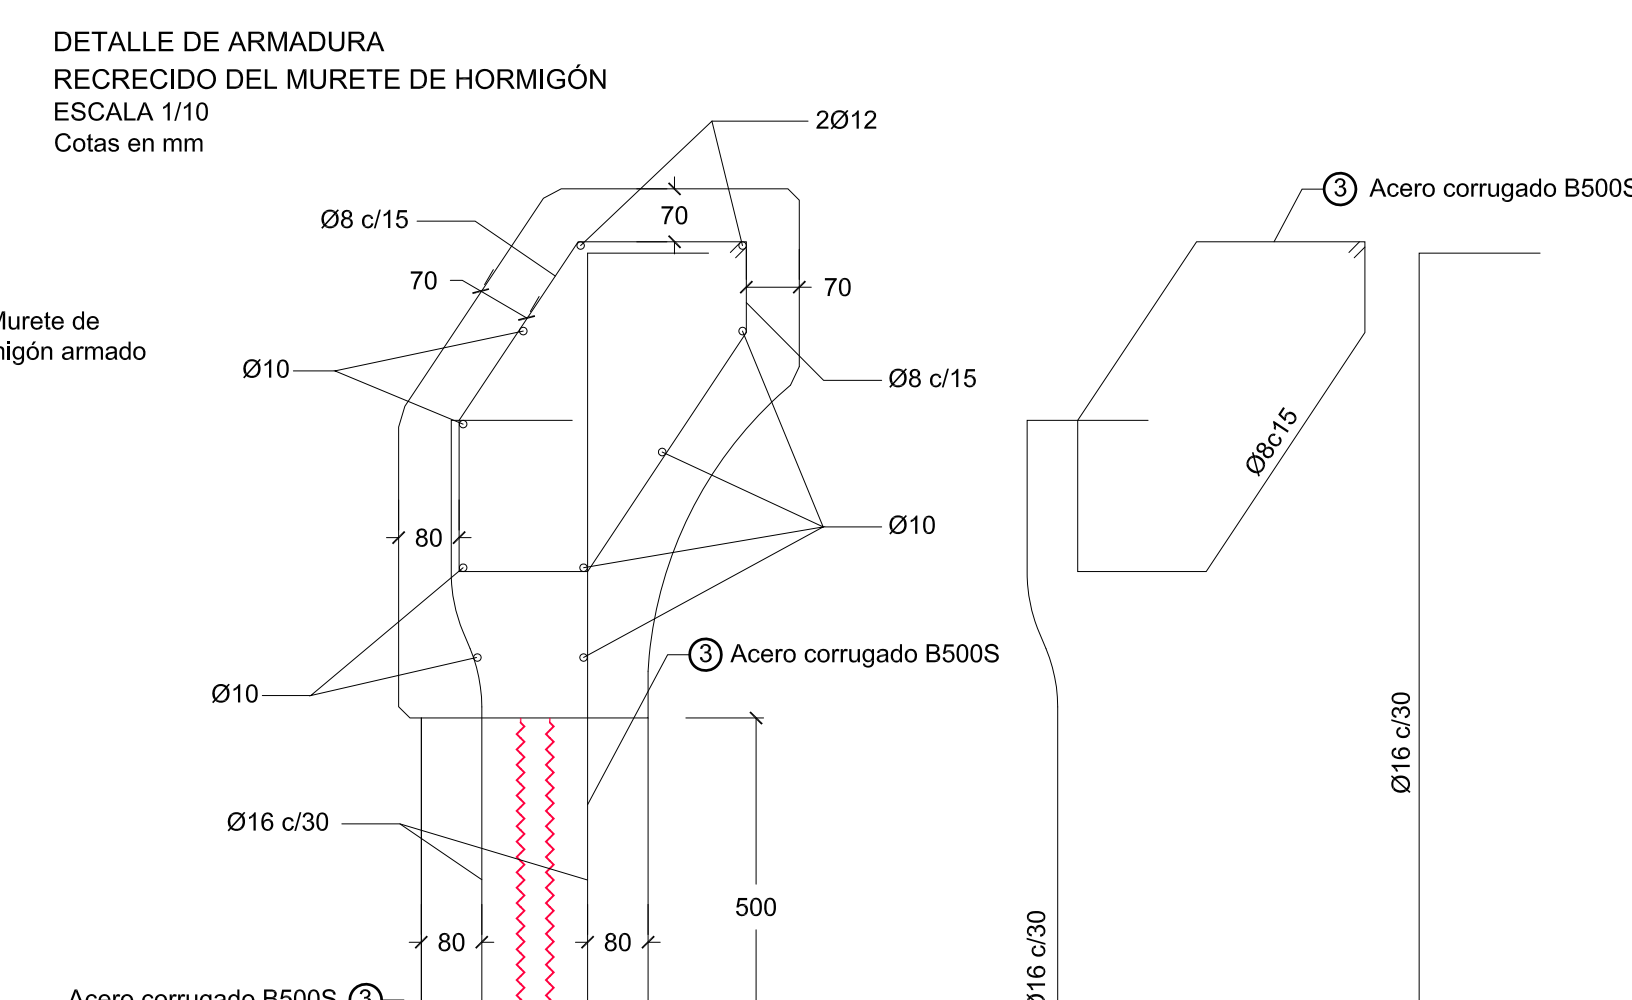 DETALLE DE ARMADURA
RECRECIDO DEL MURETE DE HORMIGÓN
ESCALA 1/10
Cotas en mm
2Ø12
3 Acero corrugado B500S
Ø8 c/15
70
70
70
Murete de
armado
Ø10
Ø8 c/15
Ø8c15
80
Ø10
3 Acero corrugado B500S
Ø10
Ø16 c/30
Ø16 c/30
500
80
80
Ø16 c/30
Acero corrugado B500S 3